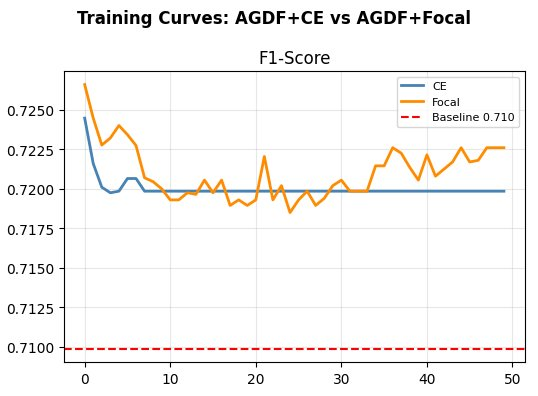 Training Curves: AGDF+CE vs AGDF+Focal
F1-Score
CE
Focal
Baseline 0.710
0.7250
0.7225
0.7200
0.7175
0.7150
0.7125
0.7100
0 10 20 30 40 50